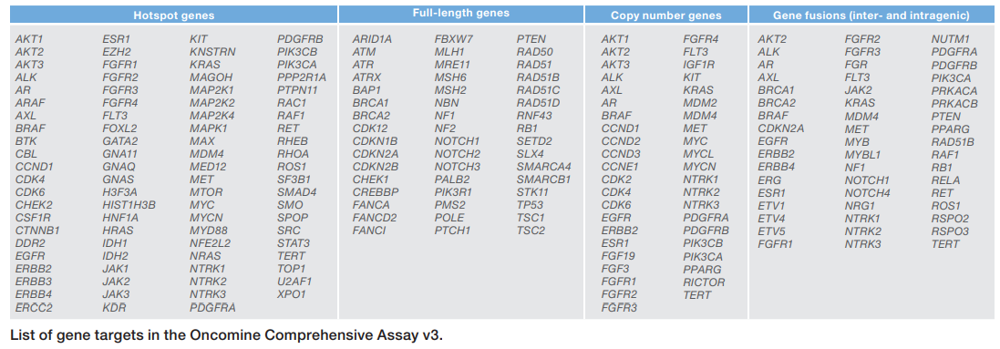 Hotspot genes Full-length genes Copy number genes Gene fusions (inter- and intragenic)
AKT1 ESR1 KIT PDGFRB ARID1A FBXW7 PTEN AKT1 FGFR4 AKT2 FGFR2 NUTM1
AKT2 EZH2 KNSTRN PIK3CB ATM MLH1 RAD50 AKT2 FLT3 ALK FGFR3 PDGFRA
AKT3 FGFR1 KRAS PIK3CA ATR MRE11 RAD51 AKT3 IGF1R AR FGR PDGFRB
ALK FGFR2 MAGOH PPP2R1A ATRX MSH6 RAD51B ALK KIT AXL FLT3 PIK3CA
AR FGFR3 MAP2K1 PTPN11 BAP1 MSH2 RAD51C AXL KRAS BRCA1 JAK2 PRKACA
ARAF FGFR4 MAP2K2 RAC1 BRCA1 NBN RAD51D AR MDM2 BRCA2 KRAS PRKACB
AXL FLT3 MAP2K4 RAF1 BRCA2 NF1 RNF43 BRAF MDM4 BRAF MDM4 PTEN
BRAF FOXL2 MAPK1 RET CDK12 NF2 RB1 CCND1 MET CDKN2A MET PPARG
BTK GATA2 MAX RHEB CDKN1B NOTCH1 SETD2 CCND2 MYC EGFR MYB RAD51B
CBL GNA11 MDM4 RHOA CDKN2A NOTCH2 SLX4 CCND3 MYCL ERBB2 MYBL1 RAF1
CCND1 GNAQ MED12 ROS1 CDKN2B NOTCH3 SMARCA4 CCNE1 MYCN ERBB4 NF1 RB1
CDK4 GNAS MET SF3B1 CHEK1 PALB2 SMARCB1 CDK2 NTRK1 ERG NOTCH1 RELA
CDK6 H3F3A MTOR SMAD4 CREBBP PIK3R1 STK11 CDK4 NTRK2 ESR1 NOTCH4 RET
CHEK2 HIST1H3B MYC SMO FANCA PMS2 TP53 CDK6 NTRK3 ETV1 NRG1 ROS1
CSF1R HNF1A MYCN SPOP FANCD2 POLE TSC1 EGFR PDGFRA ETV4 NTRK1 RSPO2
CTNNB1 HRAS MYD88 SRC FANCI PTCH1 TSC2 ERBB2 PDGFRB ETV5 NTRK2 RSPO3
DDR2 IDH1 NFE2L2 STAT3 ESR1 PIK3CB FGFR1 NTRK3 TERT
EGFR IDH2 NRAS TERT FGF19 PIK3CA
ERBB2 JAK1 NTRK1 TOP1 FGF3 PPARG
ERBB3 JAK2 NTRK2 U2AF1 FGFR1 RICTOR
ERBB4 JAK3 NTRK3 XPO1 FGFR2 TERT
ERCC2 KDR PDGFRA FGFR3
List of gene targets in the Oncomine Comprehensive Assay v3.